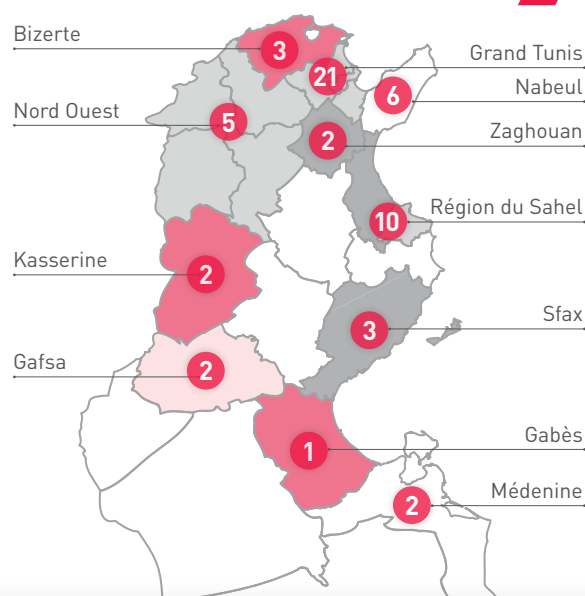 Bizerte
3
Grand Tunis
21
Nabeul
6
Nord Ouest
5
Zaghouan
2
Région du Sahel
10
Kasserine
2
Sfax
3
Gafsa
2
Gabès
1
Médenine
2